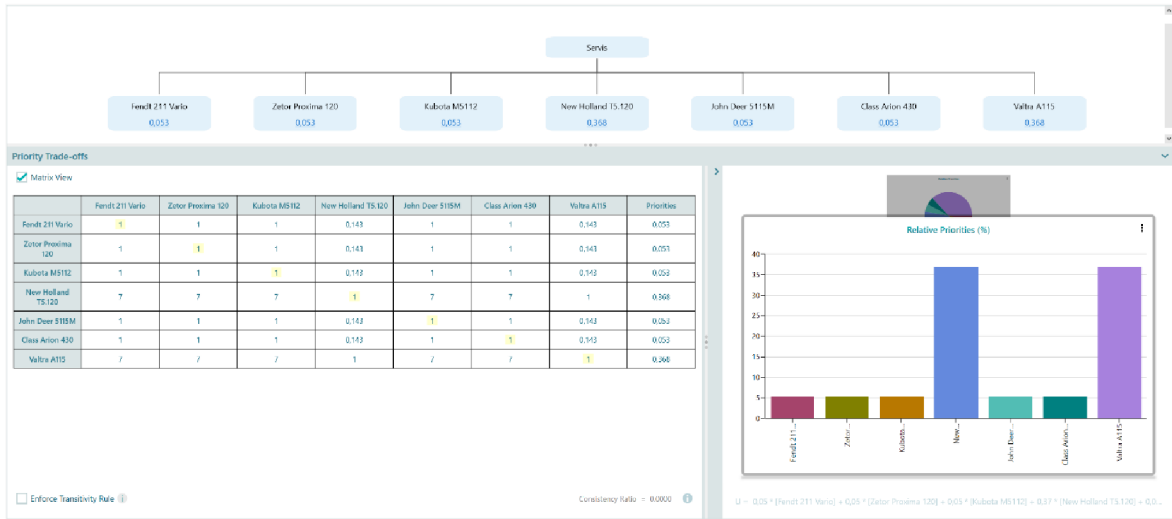 Servis
Fendt 211 Vario Zetor Proxima 120 Kubota M5112 New Holland T5.120 John Deer 5115M Class Arion 430 Valtra A115
0,053 0,053 0,053 0,368 0,053 0,053 0,368
Priority Trade-offs
Matrix View
Fendt 211 Vario Zetor Proxima 120 Kubota M5112 New Holland T5.120 John Deer 5115M Class Arion 430 Valtra A115 Priorities
Fendt 211 Vario 1 1 1 0,143 1 1 0,143 0,053
Zetor Proxima
120 1 1 1 0,143 1 1 0,143 0,053
Kubota M5112 1 1 1 0,143 1 1 0,143 0,053
New Holland
T5.120 7 7 7 1 7 7 1 0,368
John Deer 5115M 1 1 1 0,143 1 1 0,143 0,053
Class Arion 430 1 1 1 0,143 1 1 0,143 0,053
Valtra A115 7 7 7 1 7 7 1 0,368
Enforce Transitivity Rule
Consistency Ratio = 0.0000
Relative Priorities (%)
40
35
30
25
20
15
10
5
0
Fendt 211...
Zetor...
Kubota...
New...
John Deer...
Class Arion...
Valtra A115
U = 0,05 * [Fendt 211 Vario] + 0,05 * [Zetor Proxima 120] + 0,05 * [Kubota M5112] + 0,37 * [New Holland T5.120] + 0,0...